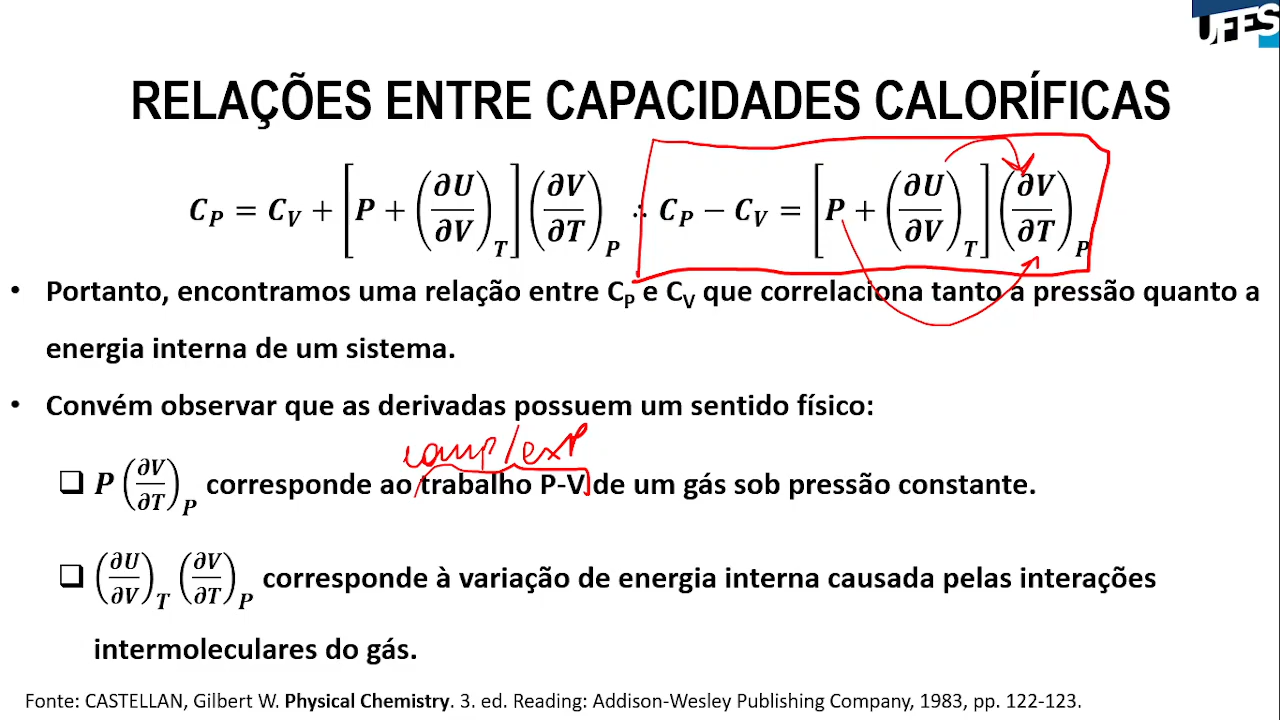 UFES
RELAÇÕES ENTRE CAPACIDADES CALORÍFICAS
C_P = C_V + [P + (∂U/∂V)_T] (∂V/∂T)_P ∴ C_P − C_V = [P + (∂U/∂V)_T] (∂V/∂T)_P
• Portanto, encontramos uma relação entre C_P e C_V que correlaciona tanto a pressão quanto a
energia interna de um sistema.
• Convém observar que as derivadas possuem um sentido físico:
comp/exp
❑ P (∂V/∂T)_P corresponde ao trabalho P-V de um gás sob pressão constante.
❑ (∂U/∂V)_T (∂V/∂T)_P corresponde à variação de energia interna causada pelas interações
intermoleculares do gás.
Fonte: CASTELLAN, Gilbert W. Physical Chemistry. 3. ed. Reading: Addison-Wesley Publishing Company, 1983, pp. 122-123.